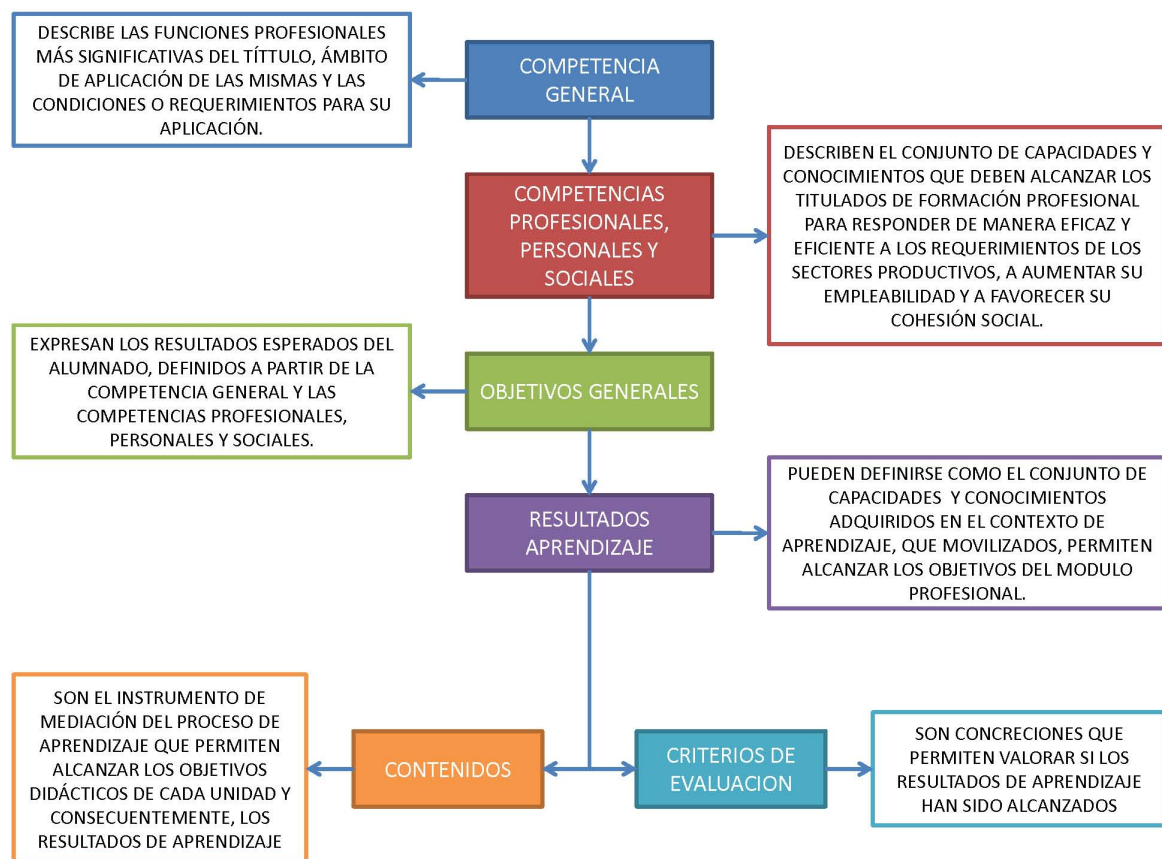 DESCRIBE LAS FUNCIONES PROFESIONALES
MÁS SIGNIFICATIVAS DEL TÍTTULO, ÁMBITO
DE APLICACIÓN DE LAS MISMAS Y LAS
CONDICIONES O REQUERIMIENTOS PARA SU
APLICACIÓN.
COMPETENCIA
GENERAL
COMPETENCIAS
PROFESIONALES,
PERSONALES Y
SOCIALES
DESCRIBEN EL CONJUNTO DE CAPACIDADES Y
CONOCIMIENTOS QUE DEBEN ALCANZAR LOS
TITULADOS DE FORMACIÓN PROFESIONAL
PARA RESPONDER DE MANERA EFICAZ Y
EFICIENTE A LOS REQUERIMIENTOS DE LOS
SECTORES PRODUCTIVOS, A AUMENTAR SU
EMPLEABILIDAD Y A FAVORECER SU
COHESIÓN SOCIAL.
EXPRESAN LOS RESULTADOS ESPERADOS DEL
ALUMNADO, DEFINIDOS A PARTIR DE LA
COMPETENCIA GENERAL Y LAS
COMPETENCIAS PROFESIONALES,
PERSONALES Y SOCIALES.
OBJETIVOS GENERALES
RESULTADOS
APRENDIZAJE
PUEDEN DEFINIRSE COMO EL CONJUNTO DE
CAPACIDADES Y CONOCIMIENTOS
ADQUIRIDOS EN EL CONTEXTO DE
APRENDIZAJE, QUE MOVILIZADOS, PERMITEN
ALCANZAR LOS OBJETIVOS DEL MODULO
PROFESIONAL.
SON EL INSTRUMENTO DE
MEDIACIÓN DEL PROCESO DE
APRENDIZAJE QUE PERMITEN
ALCANZAR LOS OBJETIVOS
DIDÁCTICOS DE CADA UNIDAD Y
CONSECUENTEMENTE, LOS
RESULTADOS DE APRENDIZAJE
CONTENIDOS
CRITERIOS DE
EVALUACION
SON CONCRECIONES QUE
PERMITEN VALORAR SI LOS
RESULTADOS DE APRENDIZAJE
HAN SIDO ALCANZADOS